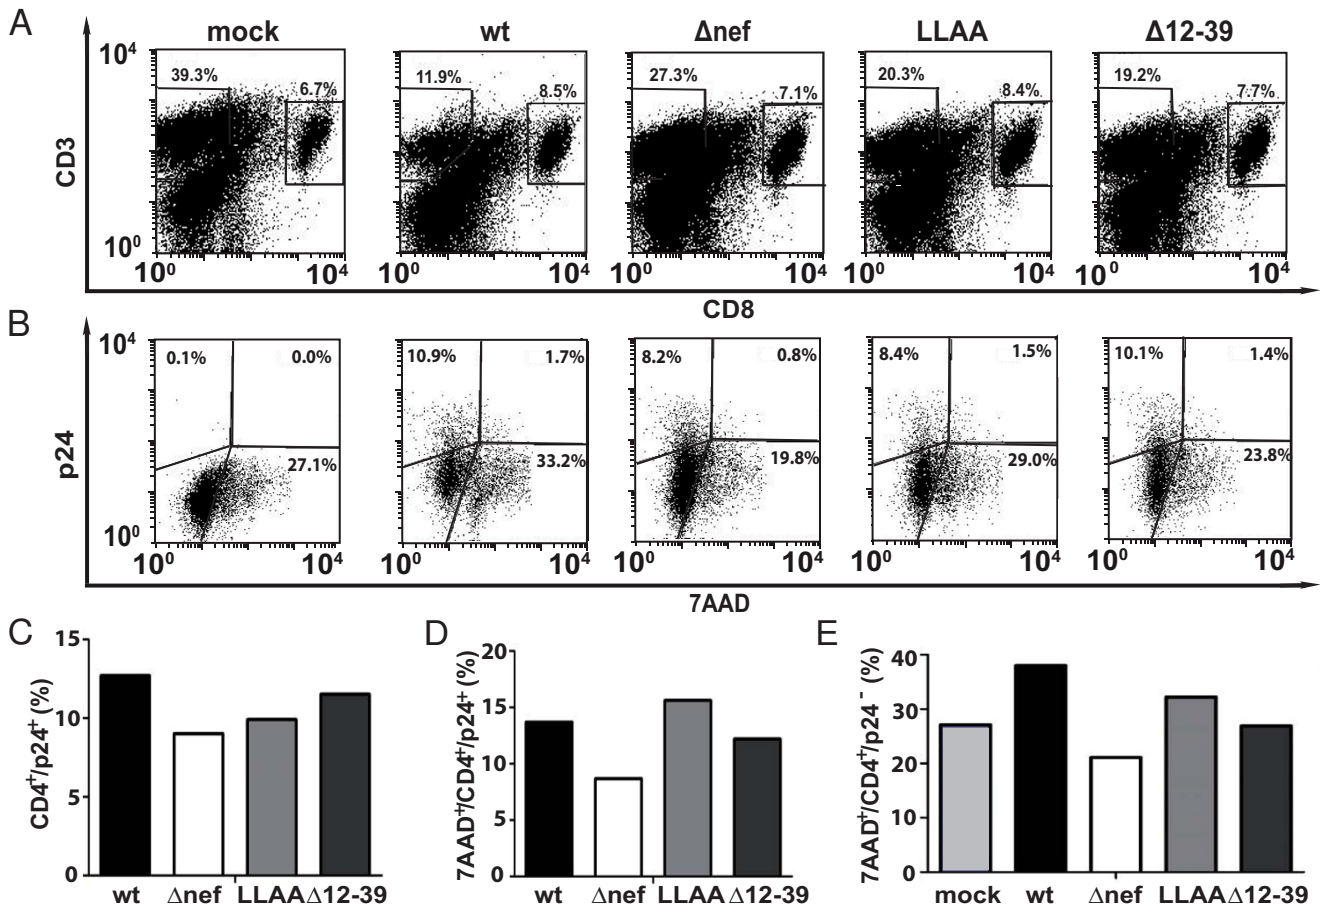 A
mock
wt
Δnef
LLAA
Δ12-39
CD3
10⁴
10⁰
39.3%
6.7%
11.9%
8.5%
27.3%
7.1%
20.3%
8.4%
19.2%
7.7%
10⁰ 10⁴ 10⁰ 10⁴ 10⁰ 10⁴ 10⁰ 10⁴ 10⁰ 10⁴
CD8
B
p24
10⁴
10⁰
0.1% 0.0%
27.1%
10.9% 1.7%
33.2%
8.2% 0.8%
19.8%
8.4% 1.5%
29.0%
10.1% 1.4%
23.8%
10⁰ 10⁴ 10⁰ 10⁴ 10⁰ 10⁴ 10⁰ 10⁴ 10⁰ 10⁴
7AAD
C
CD4⁺/p24⁺ (%)
15
10
5
0
wt Δnef LLAA Δ12-39
D
7AAD⁺/CD4⁺/p24⁺ (%)
20
15
10
5
0
wt Δnef LLAA Δ12-39
E
7AAD⁺/CD4⁺/p24⁻ (%)
40
30
20
10
0
mock wt Δnef LLAA Δ12-39